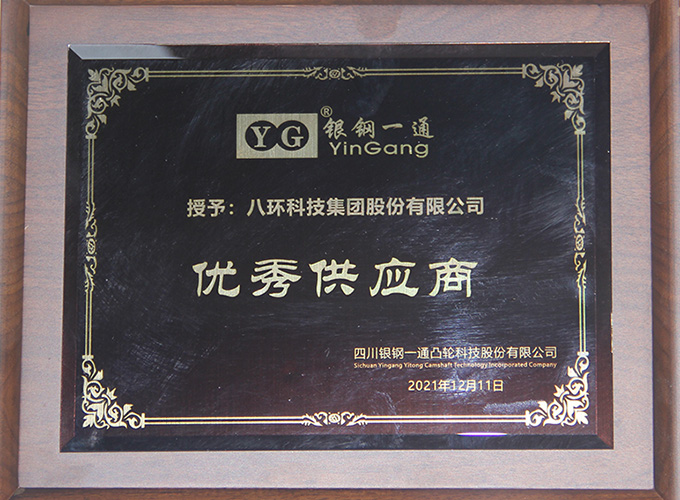 YG® 银钢一通
YinGang
授予：八环科技集团股份有限公司
优秀供应商
四川银钢一通凸轮科技股份有限公司
Sichuan Yingang Yitong Camshaft Technology Incorporated Company
2021年12月11日